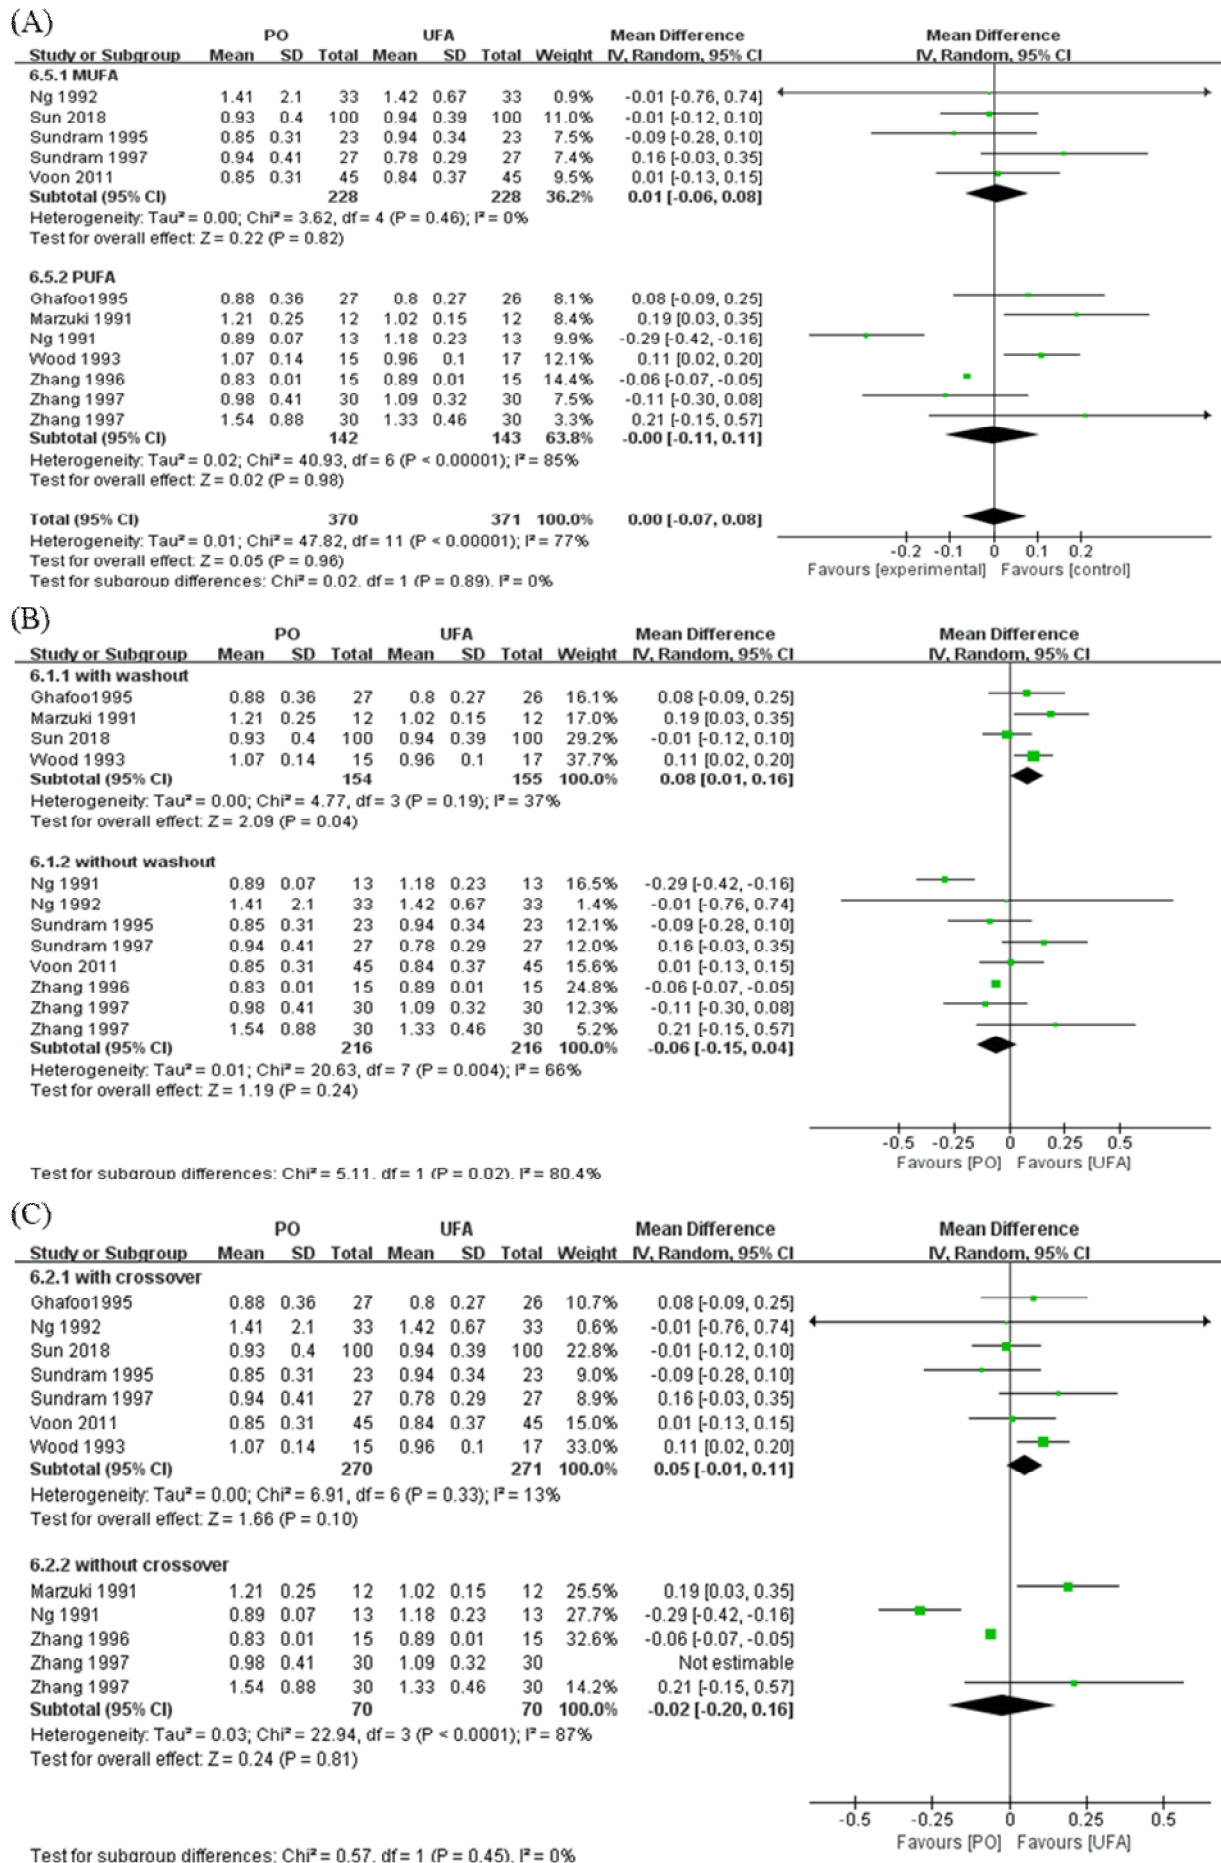 (A)
PO UFA Mean Difference Mean Difference
Study or Subgroup Mean SD Total Mean SD Total Weight IV, Random, 95% CI IV, Random, 95% CI
6.5.1 MUFA
Ng 1992 1.41 2.1 33 1.42 0.67 33 0.9% -0.01 [-0.76, 0.74]
Sun 2018 0.93 0.4 100 0.94 0.39 100 11.0% -0.01 [-0.12, 0.10]
Sundram 1995 0.85 0.31 23 0.94 0.34 23 7.5% -0.09 [-0.28, 0.10]
Sundram 1997 0.94 0.41 27 0.78 0.29 27 7.4% 0.16 [-0.03, 0.35]
Voon 2011 0.85 0.31 45 0.84 0.37 45 9.5% 0.01 [-0.13, 0.15]
Subtotal (95% CI) 228 228 36.2% 0.01 [-0.06, 0.08]
Heterogeneity: Tau² = 0.00; Chi² = 3.62, df = 4 (P = 0.46); I² = 0%
Test for overall effect: Z = 0.22 (P = 0.82)
6.5.2 PUFA
Ghafoo1995 0.88 0.36 27 0.8 0.27 26 8.1% 0.08 [-0.09, 0.25]
Marzuki 1991 1.21 0.25 12 1.02 0.15 12 8.4% 0.19 [0.03, 0.35]
Ng 1991 0.89 0.07 13 1.18 0.23 13 9.9% -0.29 [-0.42, -0.16]
Wood 1993 1.07 0.14 15 0.96 0.1 17 12.1% 0.11 [0.02, 0.20]
Zhang 1996 0.83 0.01 15 0.89 0.01 15 14.4% -0.06 [-0.07, -0.05]
Zhang 1997 0.98 0.41 30 1.09 0.32 30 7.5% -0.11 [-0.30, 0.08]
Zhang 1997 1.54 0.88 30 1.33 0.46 30 3.3% 0.21 [-0.15, 0.57]
Subtotal (95% CI) 142 143 63.8% -0.00 [-0.11, 0.11]
Heterogeneity: Tau² = 0.02; Chi² = 40.93, df = 6 (P < 0.00001); I² = 85%
Test for overall effect: Z = 0.02 (P = 0.98)
Total (95% CI) 370 371 100.0% 0.00 [-0.07, 0.08]
Heterogeneity: Tau² = 0.01; Chi² = 47.82, df = 11 (P < 0.00001); I² = 77%
Test for overall effect: Z = 0.05 (P = 0.96)
Test for subgroup differences: Chi² = 0.02, df = 1 (P = 0.89), I² = 0%
-0.2 -0.1 0 0.1 0.2
Favours [experimental] Favours [control]
(B)
PO UFA Mean Difference Mean Difference
Study or Subgroup Mean SD Total Mean SD Total Weight IV, Random, 95% CI IV, Random, 95% CI
6.1.1 with washout
Ghafoo1995 0.88 0.36 27 0.8 0.27 26 16.1% 0.08 [-0.09, 0.25]
Marzuki 1991 1.21 0.25 12 1.02 0.15 12 17.0% 0.19 [0.03, 0.35]
Sun 2018 0.93 0.4 100 0.94 0.39 100 29.2% -0.01 [-0.12, 0.10]
Wood 1993 1.07 0.14 15 0.96 0.1 17 37.7% 0.11 [0.02, 0.20]
Subtotal (95% CI) 154 155 100.0% 0.08 [0.01, 0.16]
Heterogeneity: Tau² = 0.00; Chi² = 4.77, df = 3 (P = 0.19); I² = 37%
Test for overall effect: Z = 2.09 (P = 0.04)
6.1.2 without washout
Ng 1991 0.89 0.07 13 1.18 0.23 13 16.5% -0.29 [-0.42, -0.16]
Ng 1992 1.41 2.1 33 1.42 0.67 33 1.4% -0.01 [-0.76, 0.74]
Sundram 1995 0.85 0.31 23 0.94 0.34 23 12.1% -0.09 [-0.28, 0.10]
Sundram 1997 0.94 0.41 27 0.78 0.29 27 12.0% 0.16 [-0.03, 0.35]
Voon 2011 0.85 0.31 45 0.84 0.37 45 15.6% 0.01 [-0.13, 0.15]
Zhang 1996 0.83 0.01 15 0.89 0.01 15 24.8% -0.06 [-0.07, -0.05]
Zhang 1997 0.98 0.41 30 1.09 0.32 30 12.3% -0.11 [-0.30, 0.08]
Zhang 1997 1.54 0.88 30 1.33 0.46 30 5.2% 0.21 [-0.15, 0.57]
Subtotal (95% CI) 216 216 100.0% -0.06 [-0.15, 0.04]
Heterogeneity: Tau² = 0.01; Chi² = 20.63, df = 7 (P = 0.004); I² = 66%
Test for overall effect: Z = 1.19 (P = 0.24)
-0.5 -0.25 0 0.25 0.5
Favours [PO] Favours [UFA]
Test for subgroup differences: Chi² = 5.11, df = 1 (P = 0.02), I² = 80.4%
(C)
PO UFA Mean Difference Mean Difference
Study or Subgroup Mean SD Total Mean SD Total Weight IV, Random, 95% CI IV, Random, 95% CI
6.2.1 with crossover
Ghafoo1995 0.88 0.36 27 0.8 0.27 26 10.7% 0.08 [-0.09, 0.25]
Ng 1992 1.41 2.1 33 1.42 0.67 33 0.6% -0.01 [-0.76, 0.74]
Sun 2018 0.93 0.4 100 0.94 0.39 100 22.8% -0.01 [-0.12, 0.10]
Sundram 1995 0.85 0.31 23 0.94 0.34 23 9.0% -0.09 [-0.28, 0.10]
Sundram 1997 0.94 0.41 27 0.78 0.29 27 8.9% 0.16 [-0.03, 0.35]
Voon 2011 0.85 0.31 45 0.84 0.37 45 15.0% 0.01 [-0.13, 0.15]
Wood 1993 1.07 0.14 15 0.96 0.1 17 33.0% 0.11 [0.02, 0.20]
Subtotal (95% CI) 270 271 100.0% 0.05 [-0.01, 0.11]
Heterogeneity: Tau² = 0.00; Chi² = 6.91, df = 6 (P = 0.33); I² = 13%
Test for overall effect: Z = 1.66 (P = 0.10)
6.2.2 without crossover
Marzuki 1991 1.21 0.25 12 1.02 0.15 12 25.5% 0.19 [0.03, 0.35]
Ng 1991 0.89 0.07 13 1.18 0.23 13 27.7% -0.29 [-0.42, -0.16]
Zhang 1996 0.83 0.01 15 0.89 0.01 15 32.6% -0.06 [-0.07, -0.05]
Zhang 1997 0.98 0.41 30 1.09 0.32 30 Not estimable
Zhang 1997 1.54 0.88 30 1.33 0.46 30 14.2% 0.21 [-0.15, 0.57]
Subtotal (95% CI) 70 70 100.0% -0.02 [-0.20, 0.16]
Heterogeneity: Tau² = 0.03; Chi² = 22.94, df = 3 (P < 0.0001); I² = 87%
Test for overall effect: Z = 0.24 (P = 0.81)
-0.5 -0.25 0 0.25 0.5
Favours [PO] Favours [UFA]
Test for subgroup differences: Chi² = 0.57, df = 1 (P = 0.45), I² = 0%